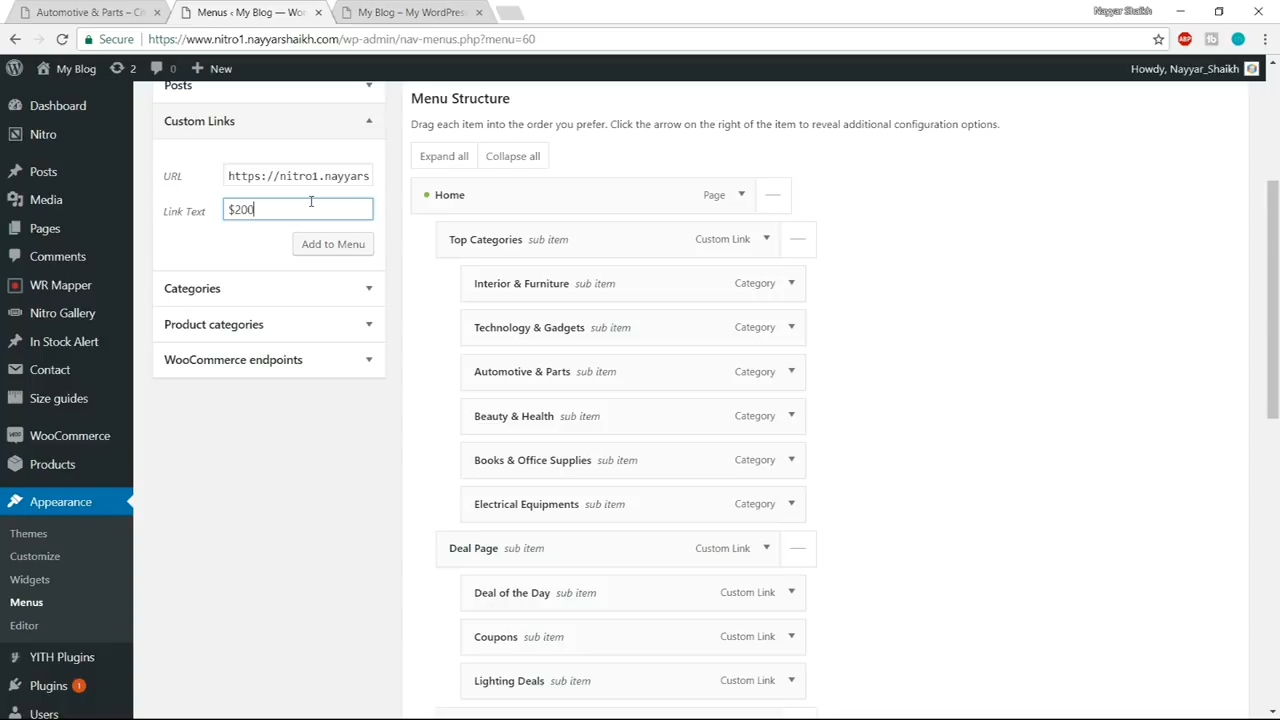 Automotive & Parts – Ci
Menus ‹ My Blog — Wor
My Blog – My WordPress
Nayyar Shaikh
Secure
https://www.nitro1.nayyarshaikh.com/wp-admin/nav-menus.php?menu=60
ABP
tb
My Blog
2
0
New
Howdy, Nayyar_Shaikh
Dashboard
Nitro
Posts
Media
Pages
Comments
WR Mapper
Nitro Gallery
In Stock Alert
Contact
Size guides
WooCommerce
Products
Appearance
Themes
Customize
Widgets
Menus
Editor
YITH Plugins
Plugins 1
Users
Posts
Custom Links
URL
https://nitro1.nayyars
Link Text
$200
Add to Menu
Categories
Product categories
WooCommerce endpoints
Menu Structure
Drag each item into the order you prefer. Click the arrow on the right of the item to reveal additional configuration options.
Expand all
Collapse all
Home Page
Top Categories sub item Custom Link
Interior & Furniture sub item Category
Technology & Gadgets sub item Category
Automotive & Parts sub item Category
Beauty & Health sub item Category
Books & Office Supplies sub item Category
Electrical Equipments sub item Category
Deal Page sub item Custom Link
Deal of the Day sub item Custom Link
Coupons sub item Custom Link
Lighting Deals sub item Custom Link